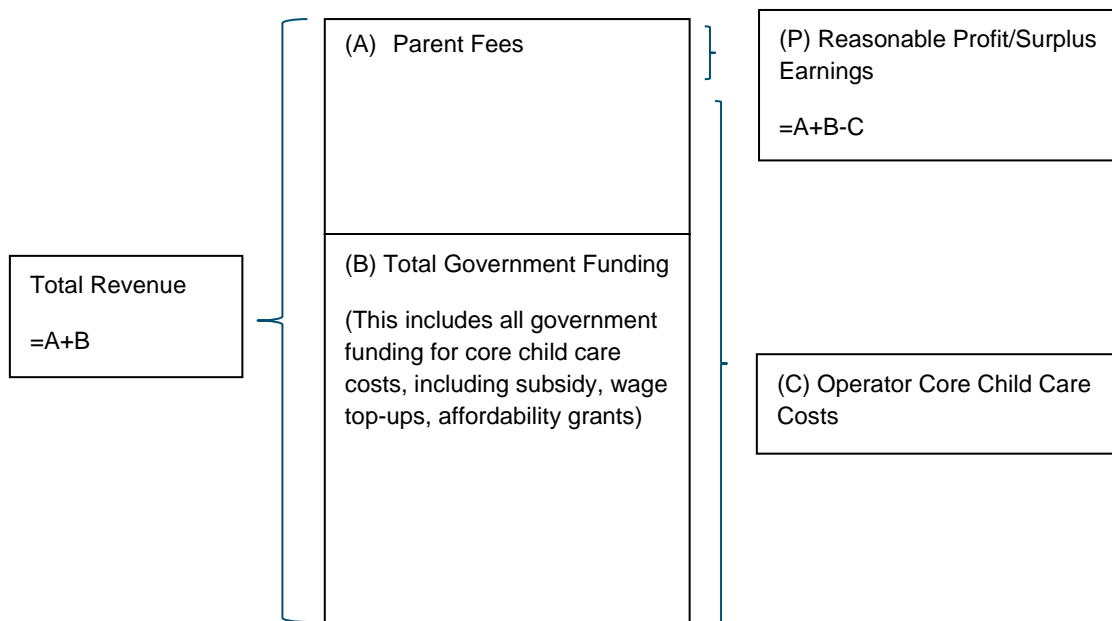 Total Revenue
=A+B
(A) Parent Fees
(B) Total Government Funding
(This includes all government
funding for core child care
costs, including subsidy, wage
top-ups, affordability grants)
(P) Reasonable Profit/Surplus
Earnings
=A+B-C
(C) Operator Core Child Care
Costs